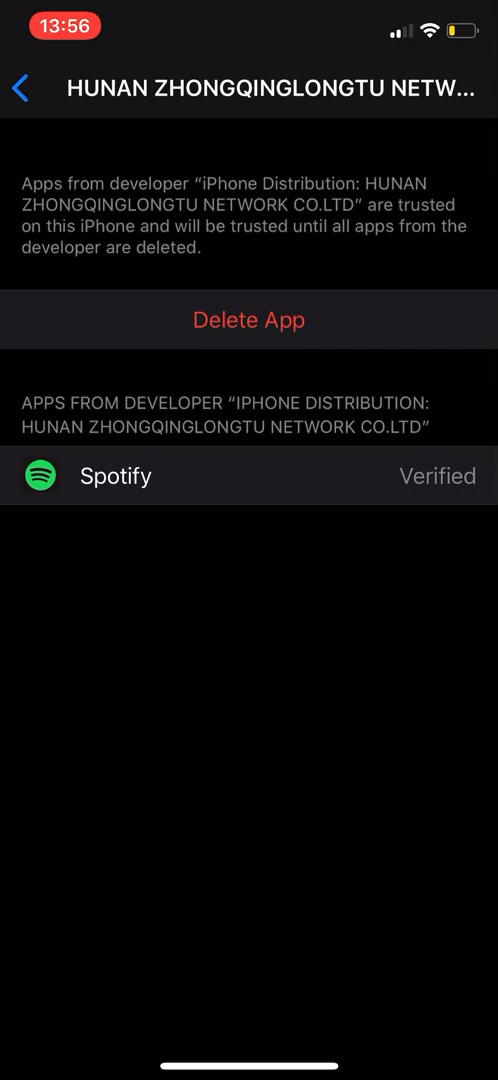 13:56
HUNAN ZHONGQINGLONGTU NETW...
Apps from developer “iPhone Distribution: HUNAN
ZHONGQINGLONGTU NETWORK CO.LTD” are trusted
on this iPhone and will be trusted until all apps from the
developer are deleted.
Delete App
APPS FROM DEVELOPER “IPHONE DISTRIBUTION:
HUNAN ZHONGQINGLONGTU NETWORK CO.LTD”
Spotify Verified